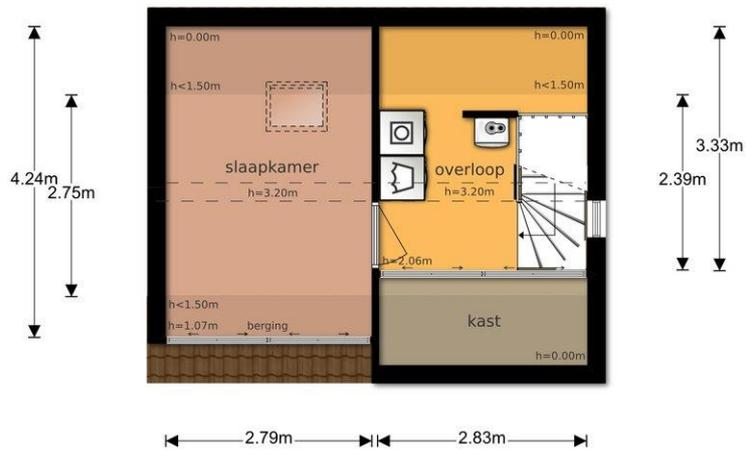 h=0.00m
h=0.00m
h<1.50m
h<1.50m
slaapkamer
overloop
h=3.20m
h=3.20m
4.24m
2.75m
3.33m
2.39m
h=2.06m
h<1.50m
h=1.07m
berging
kast
h=0.00m
2.79m
2.83m